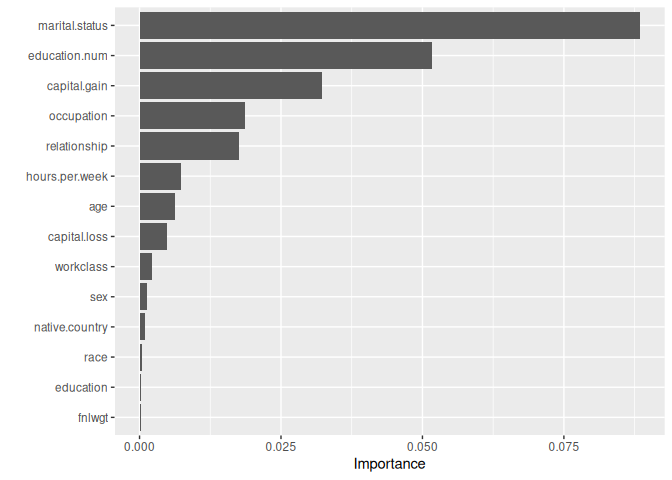 marital.status
education.num
capital.gain
occupation
relationship
hours.per.week
age
capital.loss
workclass
sex
native.country
race
education
fnlwgt
0.000 0.025 0.050 0.075
Importance